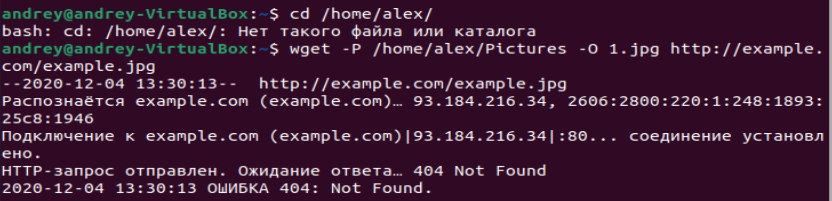 andrey@andrey-VirtualBox:~$ cd /home/alex/
bash: cd: /home/alex/: Нет такого файла или каталога
andrey@andrey-VirtualBox:~$ wget -P /home/alex/Pictures -O 1.jpg http://example.
com/example.jpg
--2020-12-04 13:30:13--  http://example.com/example.jpg
Распознаётся example.com (example.com)… 93.184.216.34, 2606:2800:220:1:248:1893:
25c8:1946
Подключение к example.com (example.com)|93.184.216.34|:80... соединение установл
ено.
HTTP-запрос отправлен. Ожидание ответа… 404 Not Found
2020-12-04 13:30:13 ОШИБКА 404: Not Found.